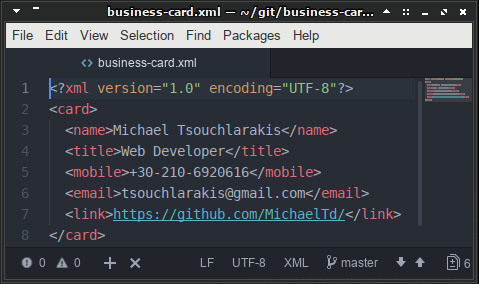 business-card.xml — ~/git/business-car...
File Edit View Selection Find Packages Help
<> business-card.xml
1 <?xml version="1.0" encoding="UTF-8"?>
2 <card>
3 <name>Michael Tsouchlarakis</name>
4 <title>Web Developer</title>
5 <mobile>+30-210-6920616</mobile>
6 <email>tsouchlarakis@gmail.com</email>
7 <link>https://github.com/MichaelTd/</link>
8 </card>
0 0 LF UTF-8 XML master 6